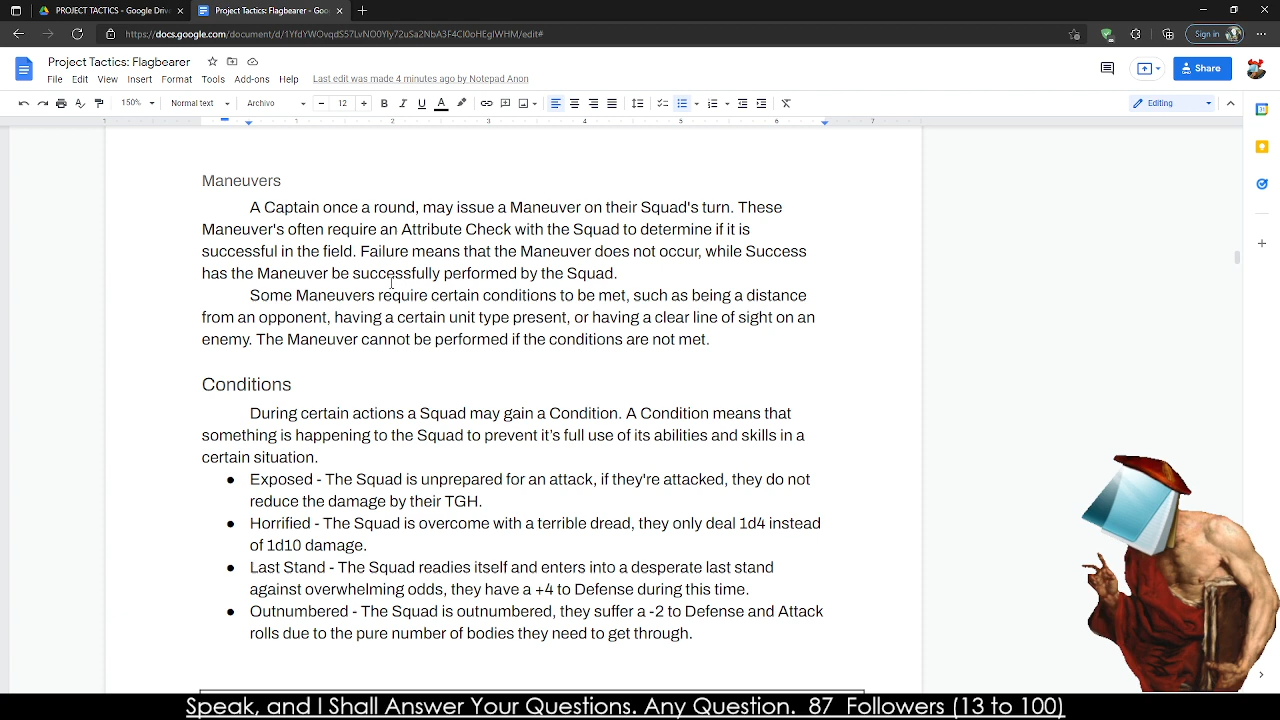 PROJECT TACTICS - Google Driv
Project Tactics: Flagbearer - Goo
https://docs.google.com/document/d/1YfdYWOvqdS57LvNO0YIy72uSa2NbA3F4CI0oHEgIWHM/edit#
Sign in
Project Tactics: Flagbearer
File Edit View Insert Format Tools Add-ons Help Last edit was made 4 minutes ago by Notepad Anon
Share
150% Normal text Archivo 12 Editing
1 1 2 3 4 5 6 7
Maneuvers
A Captain once a round, may issue a Maneuver on their Squad's turn. These
Maneuver's often require an Attribute Check with the Squad to determine if it is
successful in the field. Failure means that the Maneuver does not occur, while Success
has the Maneuver be successfully performed by the Squad.
Some Maneuvers require certain conditions to be met, such as being a distance
from an opponent, having a certain unit type present, or having a clear line of sight on an
enemy. The Maneuver cannot be performed if the conditions are not met.
Conditions
During certain actions a Squad may gain a Condition. A Condition means that
something is happening to the Squad to prevent it's full use of its abilities and skills in a
certain situation.
● Exposed - The Squad is unprepared for an attack, if they're attacked, they do not
reduce the damage by their TGH.
● Horrified - The Squad is overcome with a terrible dread, they only deal 1d4 instead
of 1d10 damage.
● Last Stand - The Squad readies itself and enters into a desperate last stand
against overwhelming odds, they have a +4 to Defense during this time.
● Outnumbered - The Squad is outnumbered, they suffer a -2 to Defense and Attack
rolls due to the pure number of bodies they need to get through.
Speak, and I Shall Answer Your Questions. Any Question. 87 Followers (13 to 100)